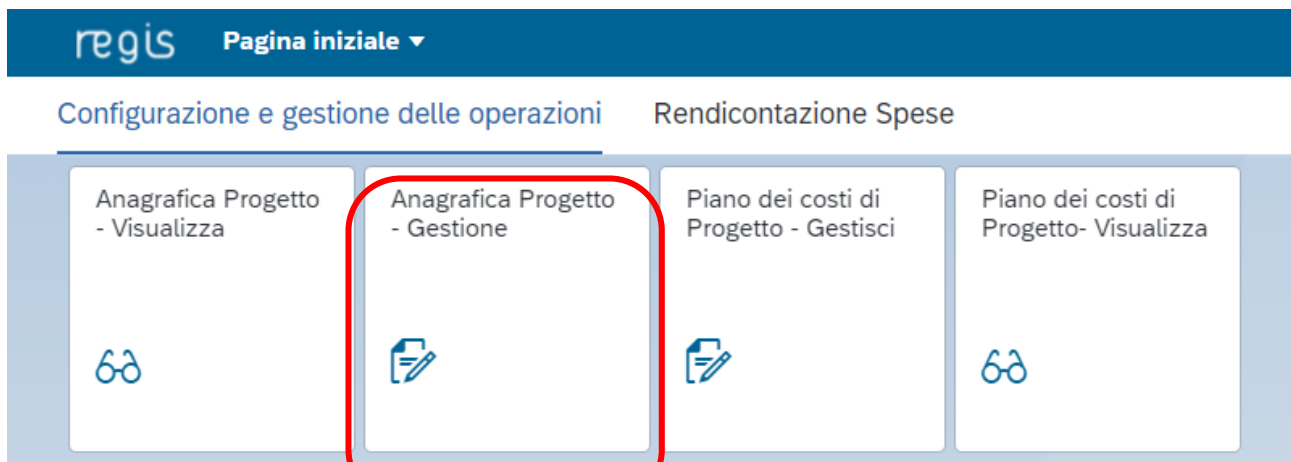 regis Pagina iniziale
Configurazione e gestione delle operazioni Rendicontazione Spese
Anagrafica Progetto
- Visualizza
Anagrafica Progetto
- Gestione
Piano dei costi di
Progetto - Gestisci
Piano dei costi di
Progetto- Visualizza